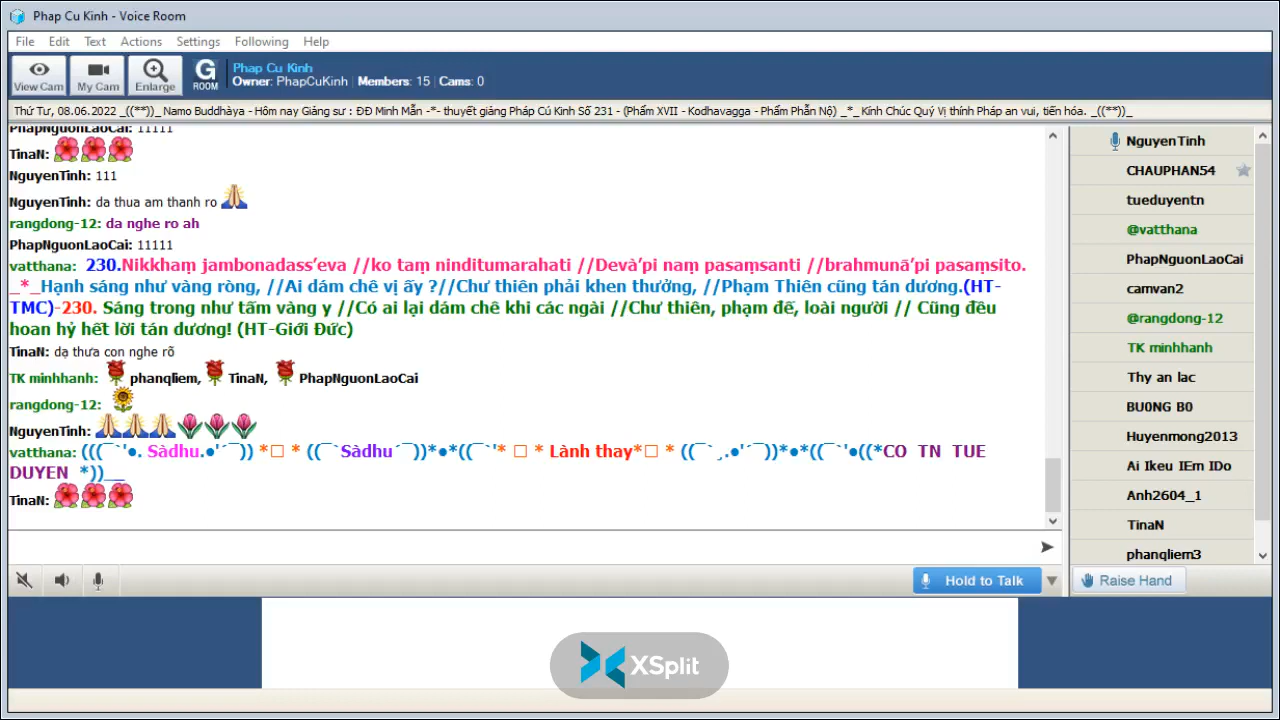 Phap Cu Kinh - Voice Room
File Edit Text Actions Settings Following Help
View Cam My Cam Enlarge G ROOM
Phap Cu Kinh
Owner: PhapCuKinh | Members: 15 | Cams: 0
Thứ Tư, 08.06.2022 _((**))_ Namo Buddhàya - Hôm nay Giảng sư : ĐĐ Minh Mẫn -*- thuyết giảng Pháp Cú Kinh Số 231 - (Phẩm XVII - Kodhavagga - Phẩm Phẫn Nộ) _*_ Kính Chúc Quý Vị thính Pháp an vui, tiến hóa. _((**))_
PhapNguonLaoCai: 11111
TinaN:
NguyenTinh: 111
NguyenTinh: da thua am thanh ro
rangdong-12: da nghe ro ah
PhapNguonLaoCai: 11111
vatthana: 230.Nikkhaṃ jambonadass’eva //ko taṃ ninditumarahati //Devà’pi naṃ pasaṃsanti //brahmunā’pi pasaṃsito.
_*_Hạnh sáng như vàng ròng, //Ai dám chê vị ấy ?//Chư thiên phải khen thưởng, //Phạm Thiên cũng tán dương.(HT-
TMC)-230. Sáng trong như tấm vàng y //Có ai lại dám chê khi các ngài //Chư thiên, phạm đế, loài người // Cũng đều
hoan hỷ hết lời tán dương! (HT-Giới Đức)
TinaN: dạ thưa con nghe rõ
TK minhhanh: phanqliem, TinaN, PhapNguonLaoCai
rangdong-12:
NguyenTinh:
vatthana: (((¯`'●. Sàdhu.●'´¯)) *□ * ((¯`Sàdhu´¯))*●*((¯`'* □ * Lành thay*□ * ((¯`¸.●'´¯))*●*((¯`'●((*CO TN TUE
DUYEN *))__
TinaN:
Hold to Talk
NguyenTinh
CHAUPHAN54
tueduyentn
@vatthana
PhapNguonLaoCai
camvan2
@rangdong-12
TK minhhanh
Thy an lac
BU0NG B0
Huyenmong2013
Ai Ikeu IEm IDo
Anh2604_1
TinaN
phanqliem3
Raise Hand
XSplit